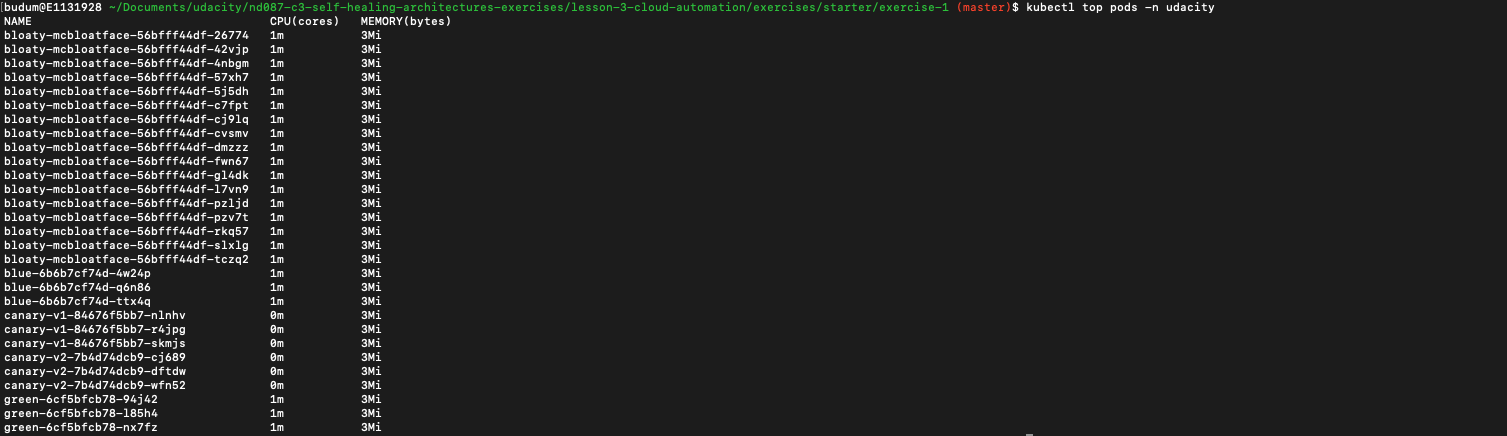 [budum@E1131928 ~/Documents/udacity/nd087-c3-self-healing-architectures-exercises/lesson-3-cloud-automation/exercises/starter/exercise-1 (master)$ kubectl top pods -n udacity
NAME CPU(cores) MEMORY(bytes)
bloaty-mcbloatface-56bfff44df-26774 1m 3Mi
bloaty-mcbloatface-56bfff44df-42vjp 1m 3Mi
bloaty-mcbloatface-56bfff44df-4nbgm 1m 3Mi
bloaty-mcbloatface-56bfff44df-57xh7 1m 3Mi
bloaty-mcbloatface-56bfff44df-5j5dh 1m 3Mi
bloaty-mcbloatface-56bfff44df-c7fpt 1m 3Mi
bloaty-mcbloatface-56bfff44df-cj9lq 1m 3Mi
bloaty-mcbloatface-56bfff44df-cvsmv 1m 3Mi
bloaty-mcbloatface-56bfff44df-dmzzz 1m 3Mi
bloaty-mcbloatface-56bfff44df-fwn67 1m 3Mi
bloaty-mcbloatface-56bfff44df-gl4dk 1m 3Mi
bloaty-mcbloatface-56bfff44df-l7vn9 1m 3Mi
bloaty-mcbloatface-56bfff44df-pzljd 1m 3Mi
bloaty-mcbloatface-56bfff44df-pzv7t 1m 3Mi
bloaty-mcbloatface-56bfff44df-rkq57 1m 3Mi
bloaty-mcbloatface-56bfff44df-slxlg 1m 3Mi
bloaty-mcbloatface-56bfff44df-tczq2 1m 3Mi
blue-6b6b7cf74d-4w24p 1m 3Mi
blue-6b6b7cf74d-q6n86 1m 3Mi
blue-6b6b7cf74d-ttx4q 1m 3Mi
canary-v1-84676f5bb7-nlnhv 0m 3Mi
canary-v1-84676f5bb7-r4jpg 0m 3Mi
canary-v1-84676f5bb7-skmjs 0m 3Mi
canary-v2-7b4d74dcb9-cj689 0m 3Mi
canary-v2-7b4d74dcb9-dftdw 0m 3Mi
canary-v2-7b4d74dcb9-wfn52 0m 3Mi
green-6cf5bfcb78-94j42 1m 3Mi
green-6cf5bfcb78-l85h4 1m 3Mi
green-6cf5bfcb78-nx7fz 1m 3Mi